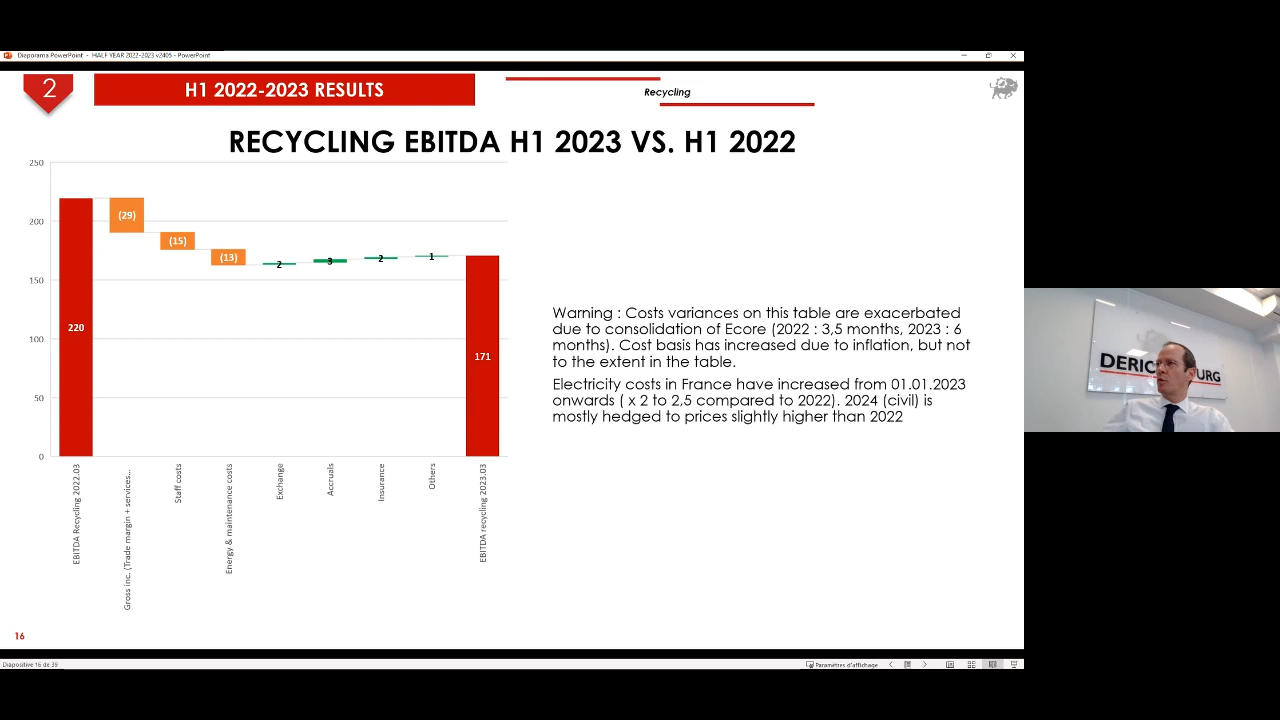 Diaporama PowerPoint - HALF YEAR 2022-2023 v2405 - PowerPoint
2
H1 2022-2023 RESULTS
Recycling
RECYCLING EBITDA H1 2023 VS. H1 2022
250
200
150
100
50
0
220
(29)
(15)
(13)
2
3
2
1
171
EBITDA Recycling 2022.03
Gross inc. (Trade margin + services...
Staff costs
Energy & maintenance costs
Exchange
Accruals
Insurance
Others
EBITDA recycling 2023.03
Warning : Costs variances on this table are exacerbated
due to consolidation of Ecore (2022 : 3,5 months, 2023 : 6
months). Cost basis has increased due to inflation, but not
to the extent in the table.
Electricity costs in France have increased from 01.01.2023
onwards ( x 2 to 2,5 compared to 2022). 2024 (civil) is
mostly hedged to prices slightly higher than 2022
16
Diapositive 16 de 39
Paramètres d'affichage
DERIC
URG